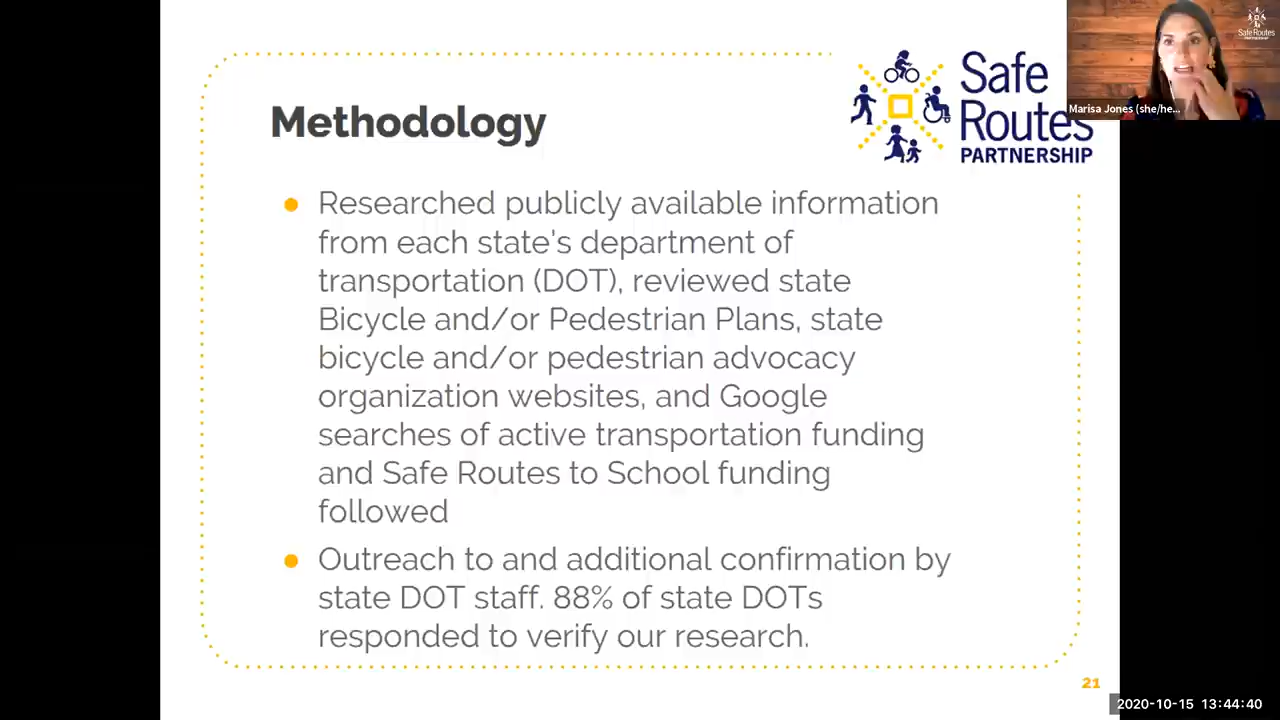 Methodology
Safe
Routes
PARTNERSHIP
Safe Routes
PARTNERSHIP
Marisa Jones (she/he...
Researched publicly available information
from each state's department of
transportation (DOT), reviewed state
Bicycle and/or Pedestrian Plans, state
bicycle and/or pedestrian advocacy
organization websites, and Google
searches of active transportation funding
and Safe Routes to School funding
followed
Outreach to and additional confirmation by
state DOT staff. 88% of state DOTs
responded to verify our research.
21
2020-10-15 13:44:40